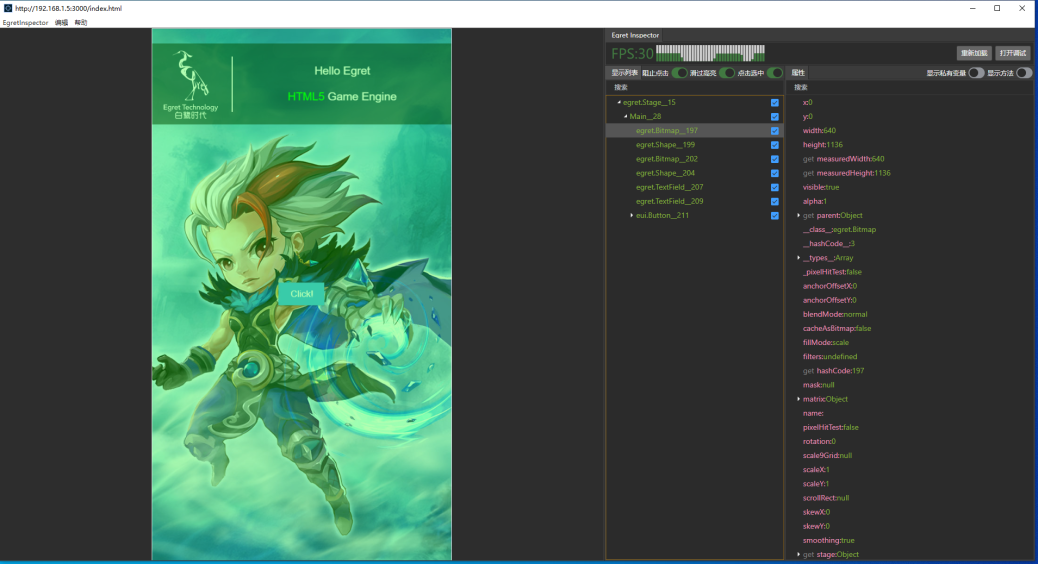 http://192.168.1.5:3000/index.html
EgretInspector 编辑 帮助
Egret Technology
白鹭时代
Hello Egret
HTML5 Game Engine
Click!
Egret Inspector
FPS:30
重新加载 打开调试
显示列表 阻止点击 滑过高亮 点击选中
搜索
egret.Stage__15
Main__28
egret.Bitmap__197
egret.Shape__199
egret.Bitmap__202
egret.Shape__204
egret.TextField__207
egret.TextField__209
eui.Button__211
属性 显示私有变量 显示方法
搜索
x:0
y:0
width:640
height:1136
get measuredWidth:640
get measuredHeight:1136
visible:true
alpha:1
get parent:Object
__class__:egret.Bitmap
__hashCode__:3
__types__:Array
_pixelHitTest:false
anchorOffsetX:0
anchorOffsetY:0
blendMode:normal
cacheAsBitmap:false
fillMode:scale
filters:undefined
get hashCode:197
mask:null
matrix:Object
name:
pixelHitTest:false
rotation:0
scale9Grid:null
scaleX:1
scaleY:1
scrollRect:null
skewX:0
skewY:0
smoothing:true
get stage:Object